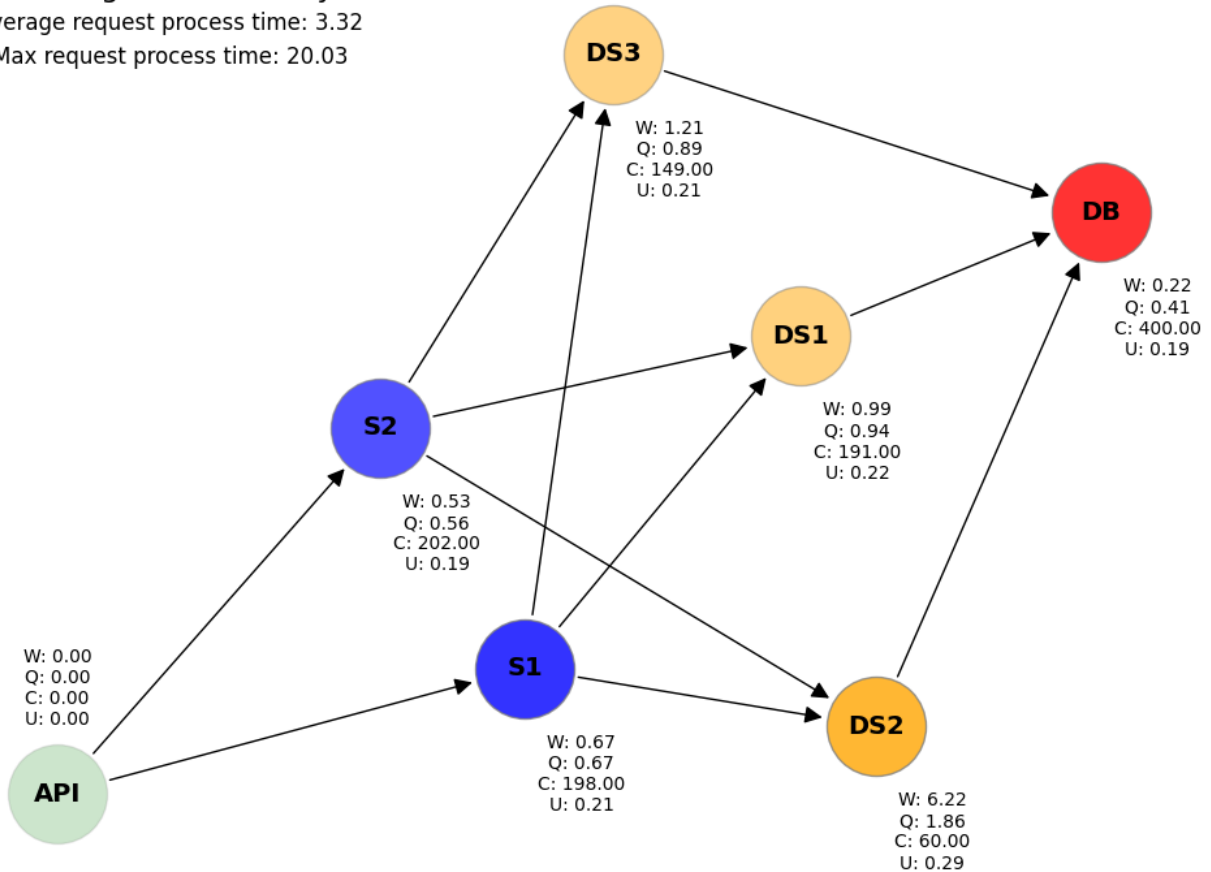 verage request process time: 3.32
Max request process time: 20.03
DS3
W: 1.21
Q: 0.89
C: 149.00
U: 0.21
DB
W: 0.22
Q: 0.41
C: 400.00
U: 0.19
DS1
W: 0.99
Q: 0.94
C: 191.00
U: 0.22
S2
W: 0.53
Q: 0.56
C: 202.00
U: 0.19
S1
W: 0.67
Q: 0.67
C: 198.00
U: 0.21
DS2
W: 6.22
Q: 1.86
C: 60.00
U: 0.29
W: 0.00
Q: 0.00
C: 0.00
U: 0.00
API